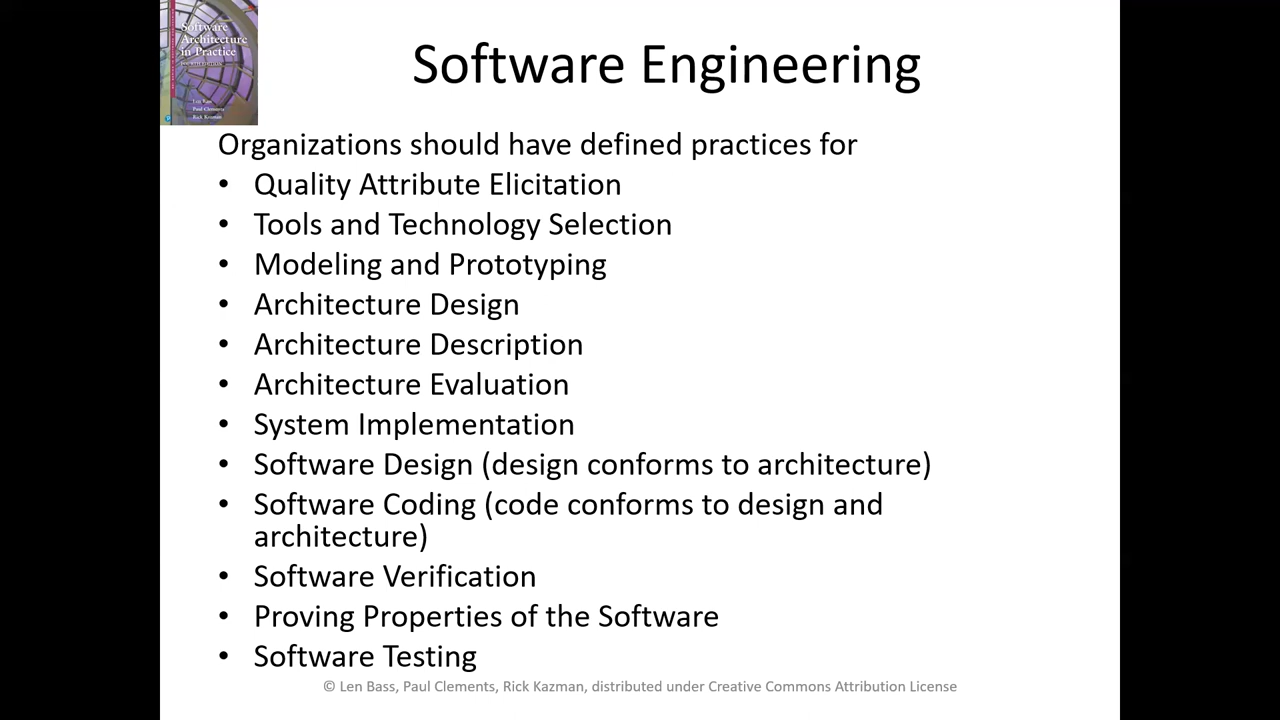 Software
Architecture
in Practice
FOURTH EDITION
Len Bass
Paul Clements
Rick Kazman
Software Engineering
Organizations should have defined practices for
• Quality Attribute Elicitation
• Tools and Technology Selection
• Modeling and Prototyping
• Architecture Design
• Architecture Description
• Architecture Evaluation
• System Implementation
• Software Design (design conforms to architecture)
• Software Coding (code conforms to design and
architecture)
• Software Verification
• Proving Properties of the Software
• Software Testing
© Len Bass, Paul Clements, Rick Kazman, distributed under Creative Commons Attribution License